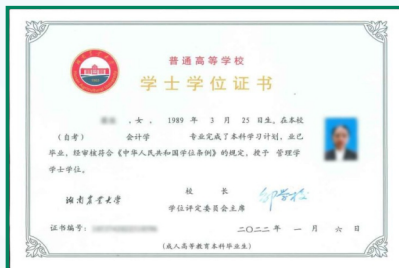 普通高等学校
学士学位证书
，女，1989 年 3 月 25 日生。在本校
（自考） 会计学 专业完成了本科学习计划，业已
毕业，经审核符合《中华人民共和国学位条例》的规定，授予 管理学
学士学位。
湖南农业大学
校 长
学位评定委员会主席
证书编号：
二〇二二年 一 月 六 日
（成人高等教育本科毕业生）